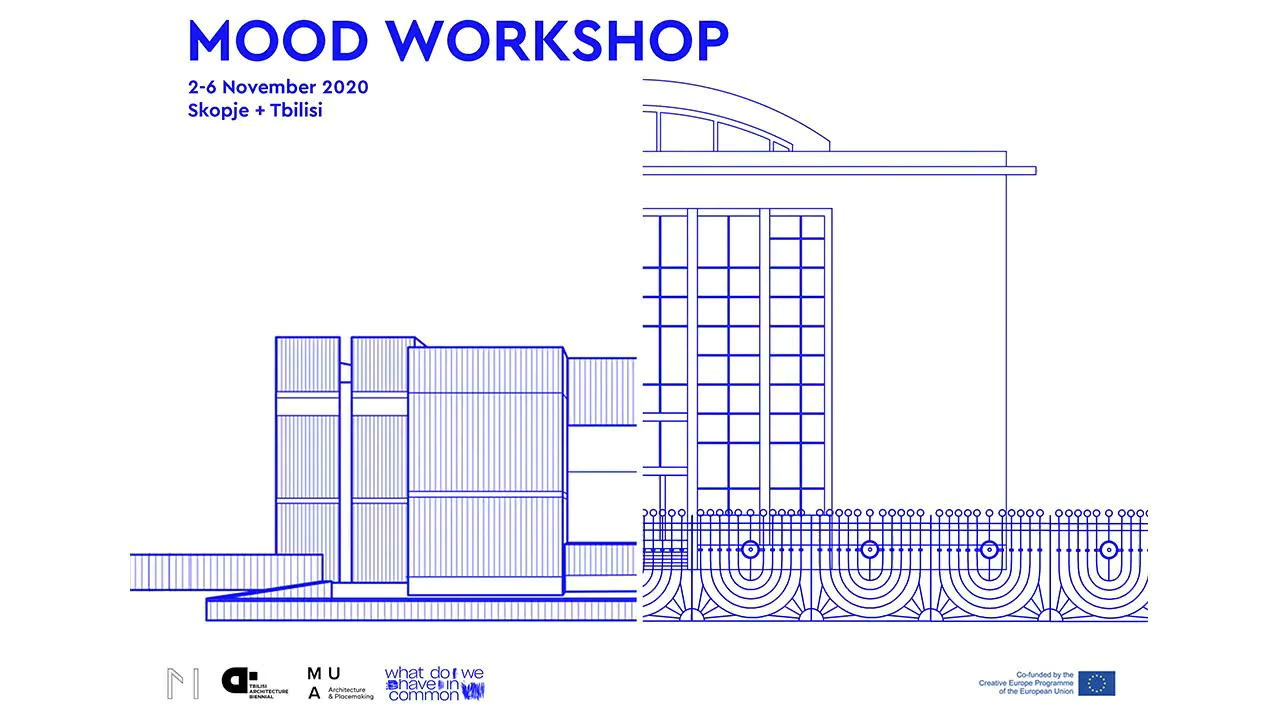 MOOD WORKSHOP
2-6 November 2020
Skopje + Tbilisi
TBILISI
ARCHITECTURE
BIENNIAL
M U
A Architecture
& Placemaking
what do we
share in
common
Co-funded by the
Creative Europe Programme
of the European Union